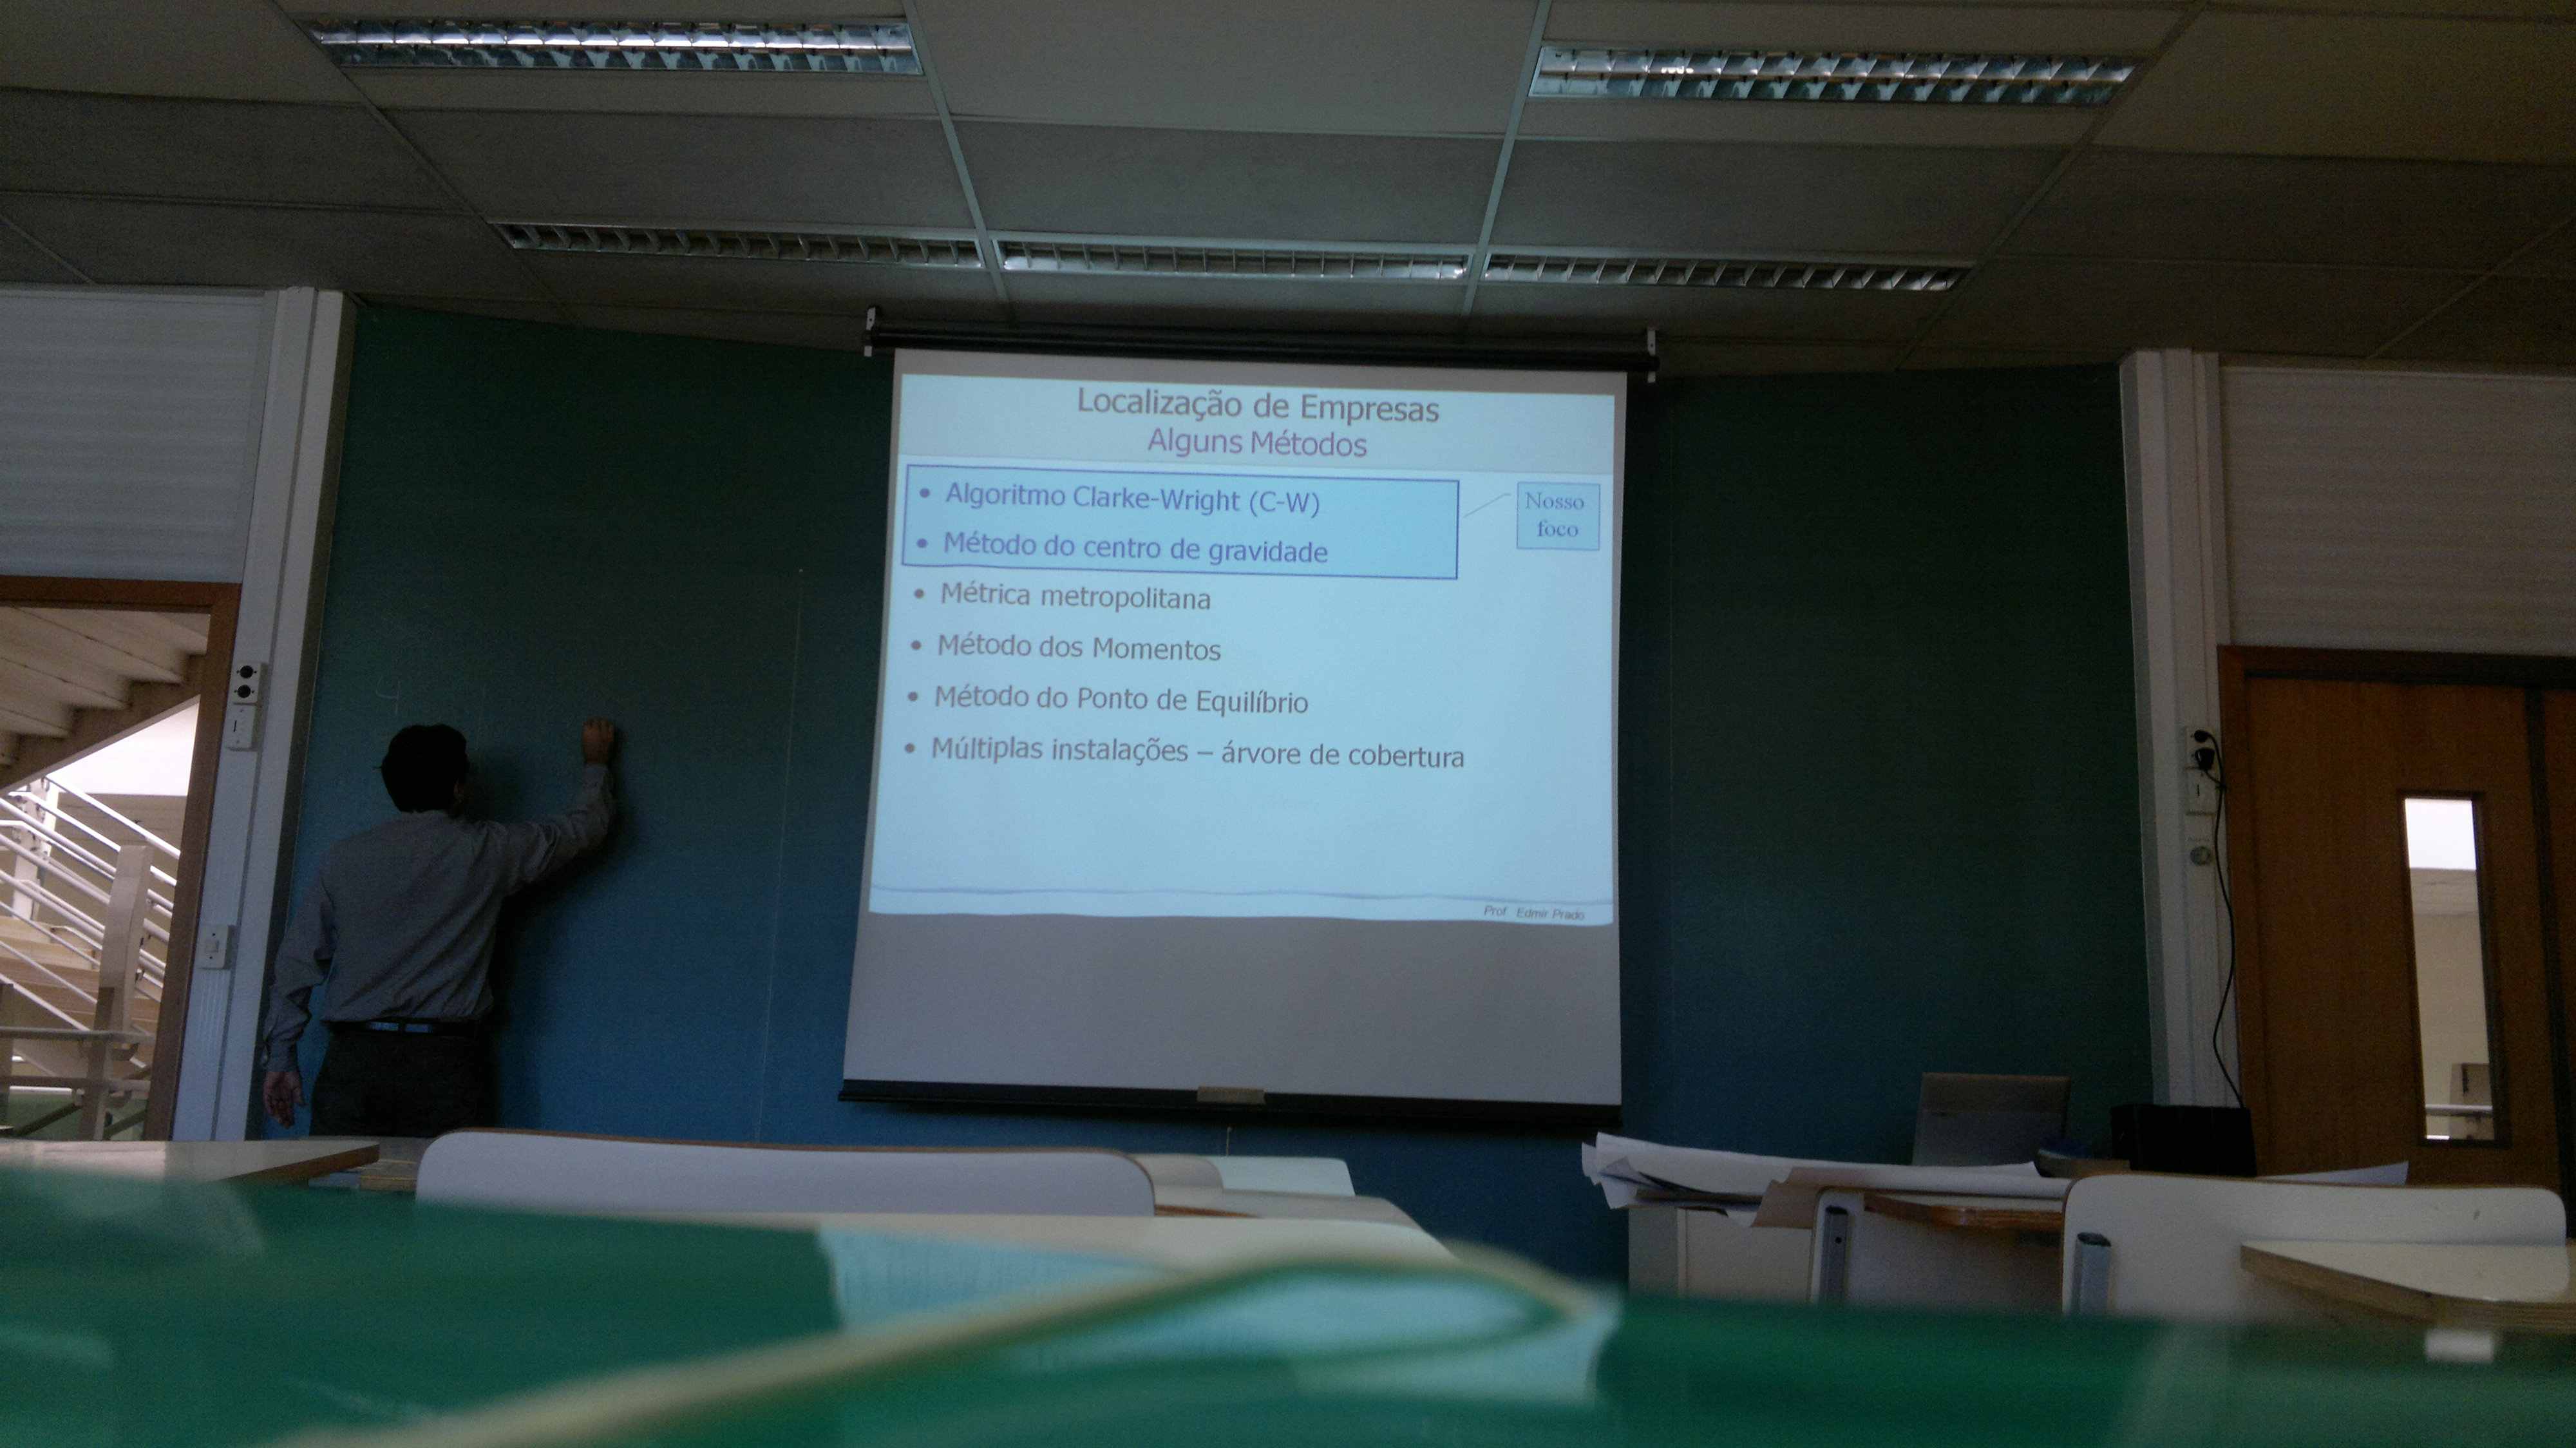 Localização de Empresas
Alguns Métodos
• Algoritmo Clarke-Wright (C-W)
• Método do centro de gravidade
Nosso
foco
• Métrica metropolitana
• Método dos Momentos
• Método do Ponto de Equilíbrio
• Múltiplas instalações – árvore de cobertura
Prof. Edmir Prado